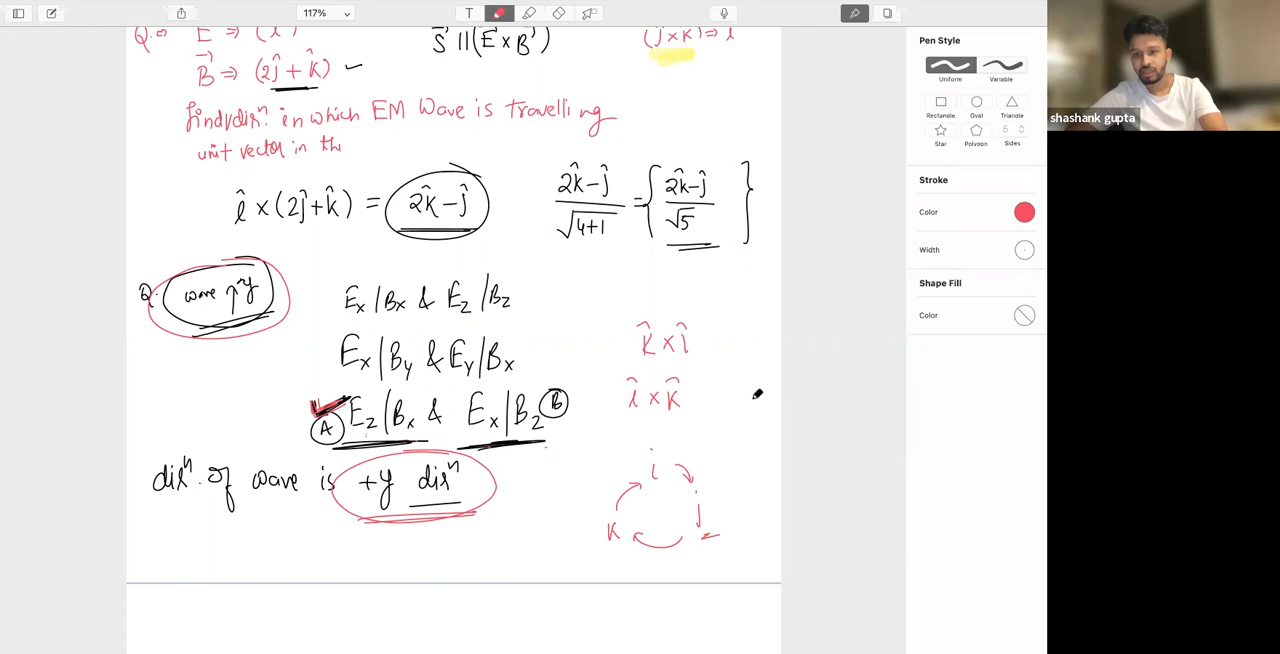 117%
T
Q. ⇒ E ⇒ (î)
S⃗ || (E⃗ × B⃗)
(ĵ × k̂) ⇒ î
B⃗ ⇒ (2ĵ + k̂)
find dirⁿ. in which EM Wave is travelling
unit vector in th
î × (2ĵ + k̂) = 2k̂ - ĵ
2k̂ - ĵ / √4+1 = { 2k̂ - ĵ / √5 }
Q. wave ↑ y
Ex | Bx & Ez | Bz
Ex | By & Ey | Bx
A Ez | Bx & Ex | Bz B
k̂ × î
î × k̂
dirⁿ. of wave is +y dirⁿ
i
j
k
Pen Style
Uniform Variable
Rectangle Oval Triangle
Star Polygon 5 Sides
Stroke
Color
Width
Shape Fill
Color
shashank gupta